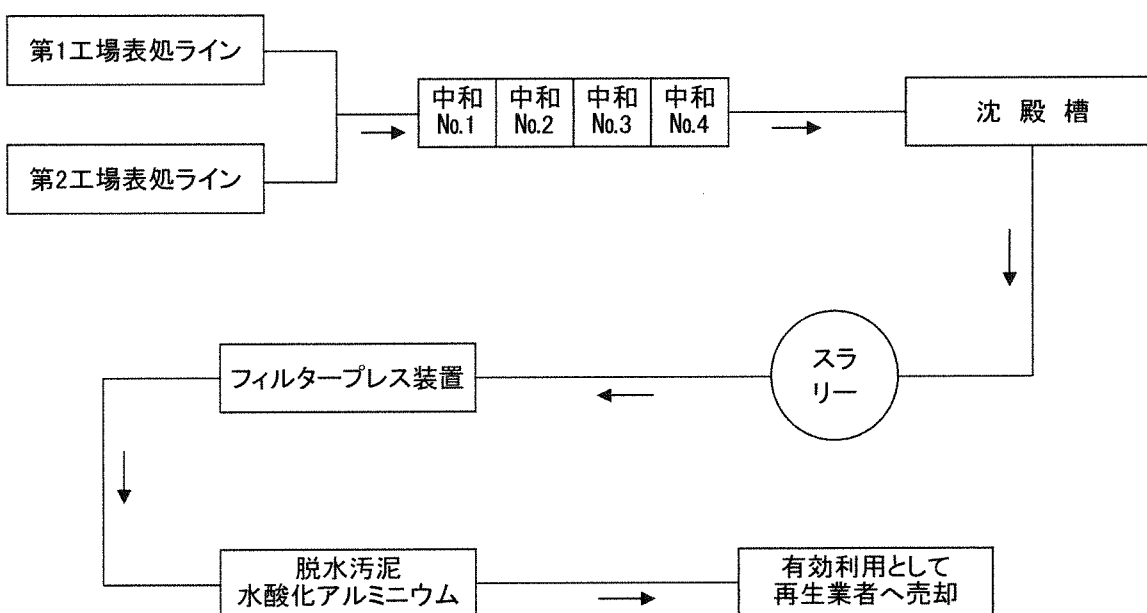 第1工場表処ライン
第2工場表処ライン
中和
No.1
中和
No.2
中和
No.3
中和
No.4
沈殿槽
スラ
リー
フィルタープレス装置
脱水汚泥
水酸化アルミニウム
有効利用として
再生業者へ売却